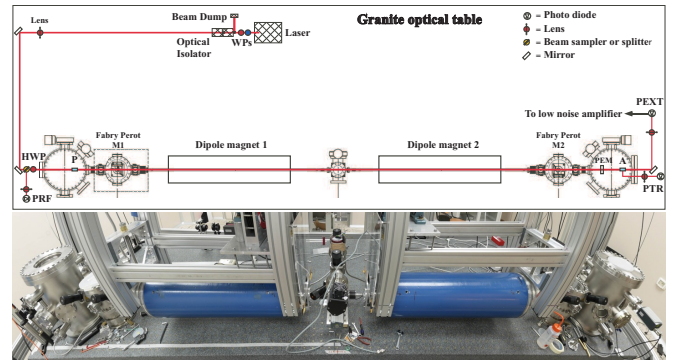 Granite optical table
Lens
Beam Dump
Optical
Isolator
WPs
Laser
= Photo diode
= Lens
= Beam sampler or splitter
= Mirror
PEXT
To low noise amplifier
Fabry Perot
M1
Dipole magnet 1
Dipole magnet 2
Fabry Perot
M2
HWP
P
PEM
A
PTR
PRF